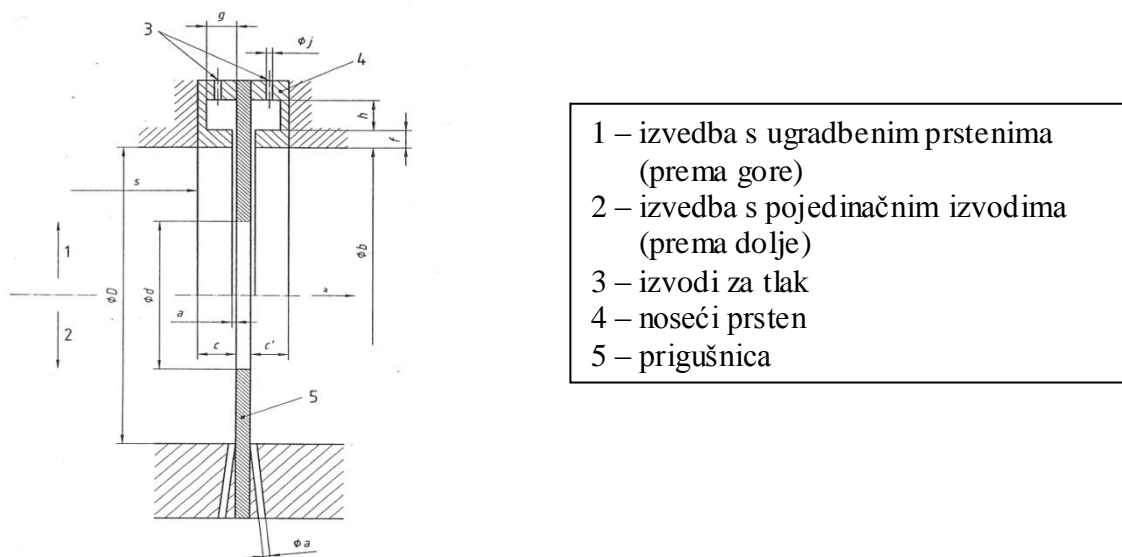 g
3
ϕj
4
h
f
s
1
ϕD
ϕd
ϕb
a
a
2
c
c'
5
ϕa
1 – izvedba s ugradbenim prstenima
(prema gore)
2 – izvedba s pojedinačnim izvodima
(prema dolje)
3 – izvodi za tlak
4 – noseći prsten
5 – prigušnica